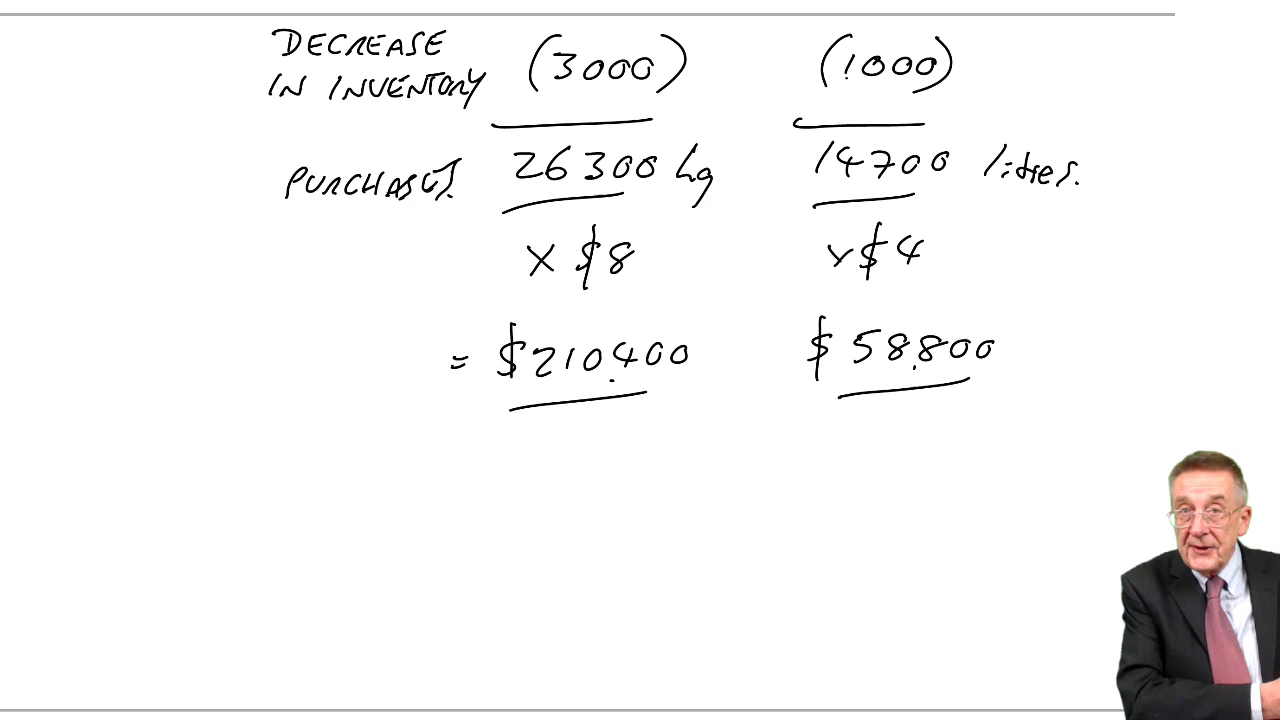 DECREASE
IN INVENTORY (3000) (1000)
PURCHASES. 26300 kg 14700 litres.
× $8 × $4
= $210,400 $58,800